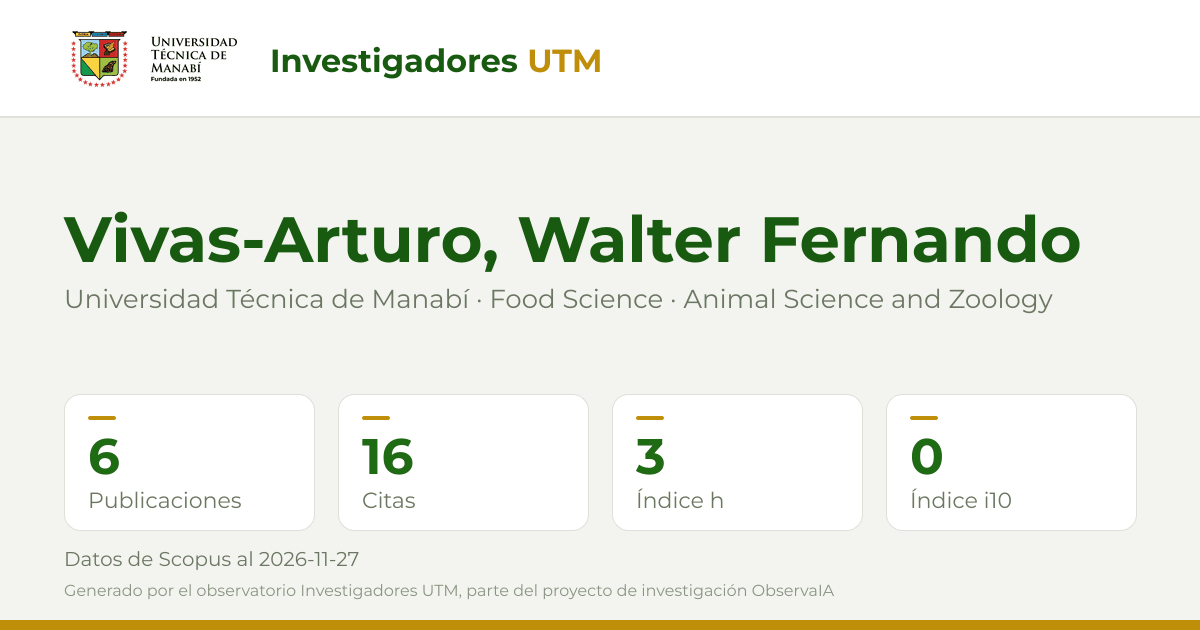 UNIVERSIDAD
TÉCNICA DE
MANABÍ
Fundada en 1952
Investigadores UTM
Vivas-Arturo, Walter Fernando
Universidad Técnica de Manabí · Food Science · Animal Science and Zoology
6
Publicaciones
16
Citas
3
Índice h
0
Índice i10
Datos de Scopus al 2026-11-27
Generado por el observatorio Investigadores UTM, parte del proyecto de investigación ObservaIA